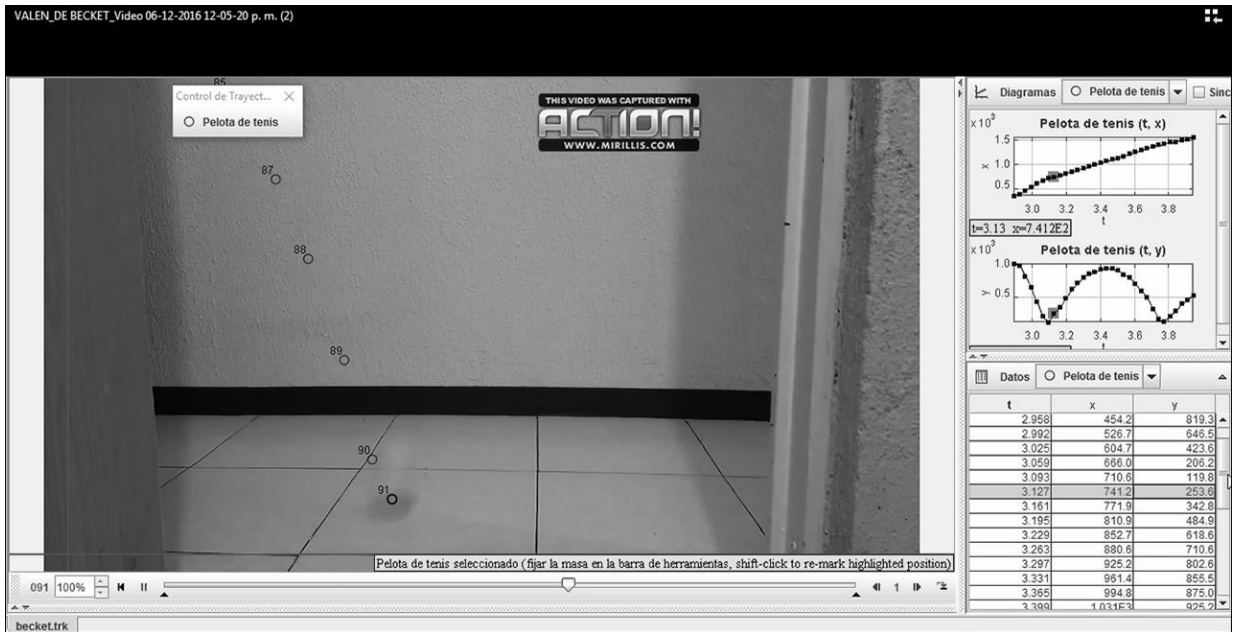 VALEN_DE BECKET_Video 06-12-2016 12-05-20 p. m. (2)
85
Control de Trayect...
Pelota de tenis
87
88
89
90
91
THIS VIDEO WAS CAPTURED WITH
ACTION!
WWW.MIRILLIS.COM
Pelota de tenis seleccionado (fijar la masa en la barra de herramientas, shift-click to re-mark highlighted position)
091 100% 1
becket.trk
Diagramas Pelota de tenis Sinc
x10³ Pelota de tenis (t, x)
1.5
x 1.0
0.5
3.0 3.2 3.4 3.6 3.8
t
t=3.13 x=7.412E2
x10³ Pelota de tenis (t, y)
1.0
y 0.5
3.0 3.2 3.4 3.6 3.8
t
Datos Pelota de tenis
t x y
2.958 454.2 819.3
2.992 526.7 646.5
3.025 604.7 423.6
3.059 666.0 206.2
3.093 710.6 119.8
3.127 741.2 253.6
3.161 771.9 342.8
3.195 810.9 484.9
3.229 852.7 618.6
3.263 880.6 710.6
3.297 925.2 802.6
3.331 961.4 855.5
3.365 994.8 875.0
3.399 1.031E3 925.2